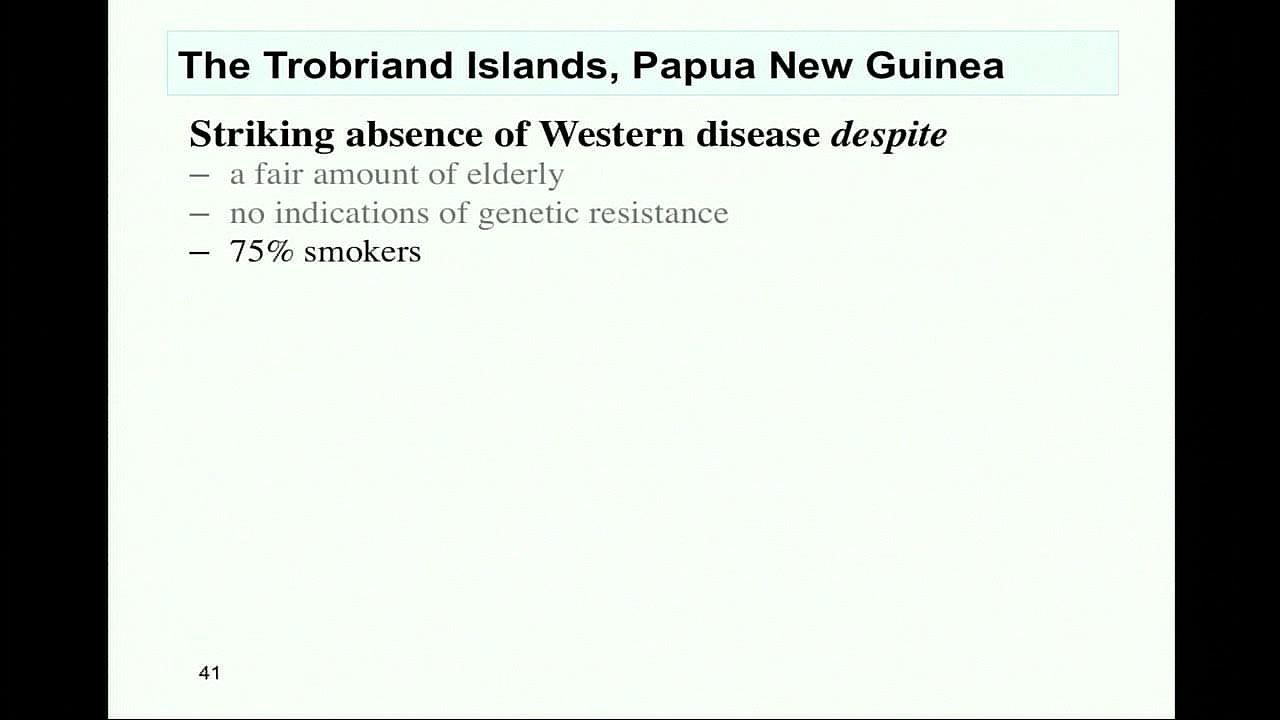 The Trobriand Islands, Papua New Guinea
Striking absence of Western disease despite
– a fair amount of elderly
– no indications of genetic resistance
– 75% smokers
41